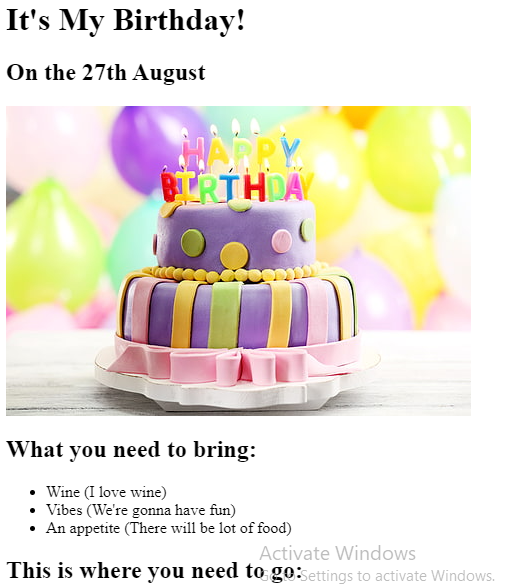 It's My Birthday!
On the 27th August
HAPPY
BIRTHDAY
What you need to bring:
Wine (I love wine)
Vibes (We're gonna have fun)
An appetite (There will be lot of food)
This is where you need to go:
Activate Windows
Go to Settings to activate Windows.